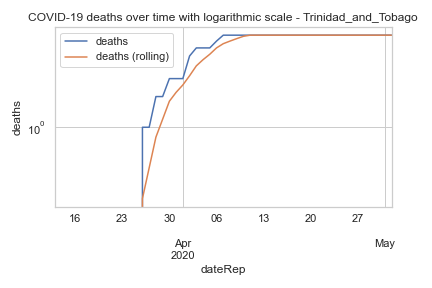 COVID-19 deaths over time with logarithmic scale - Trinidad_and_Tobago
deaths
deaths (rolling)
deaths
10⁰
16 23 30 06 13 20 27
Apr May
2020
dateRep